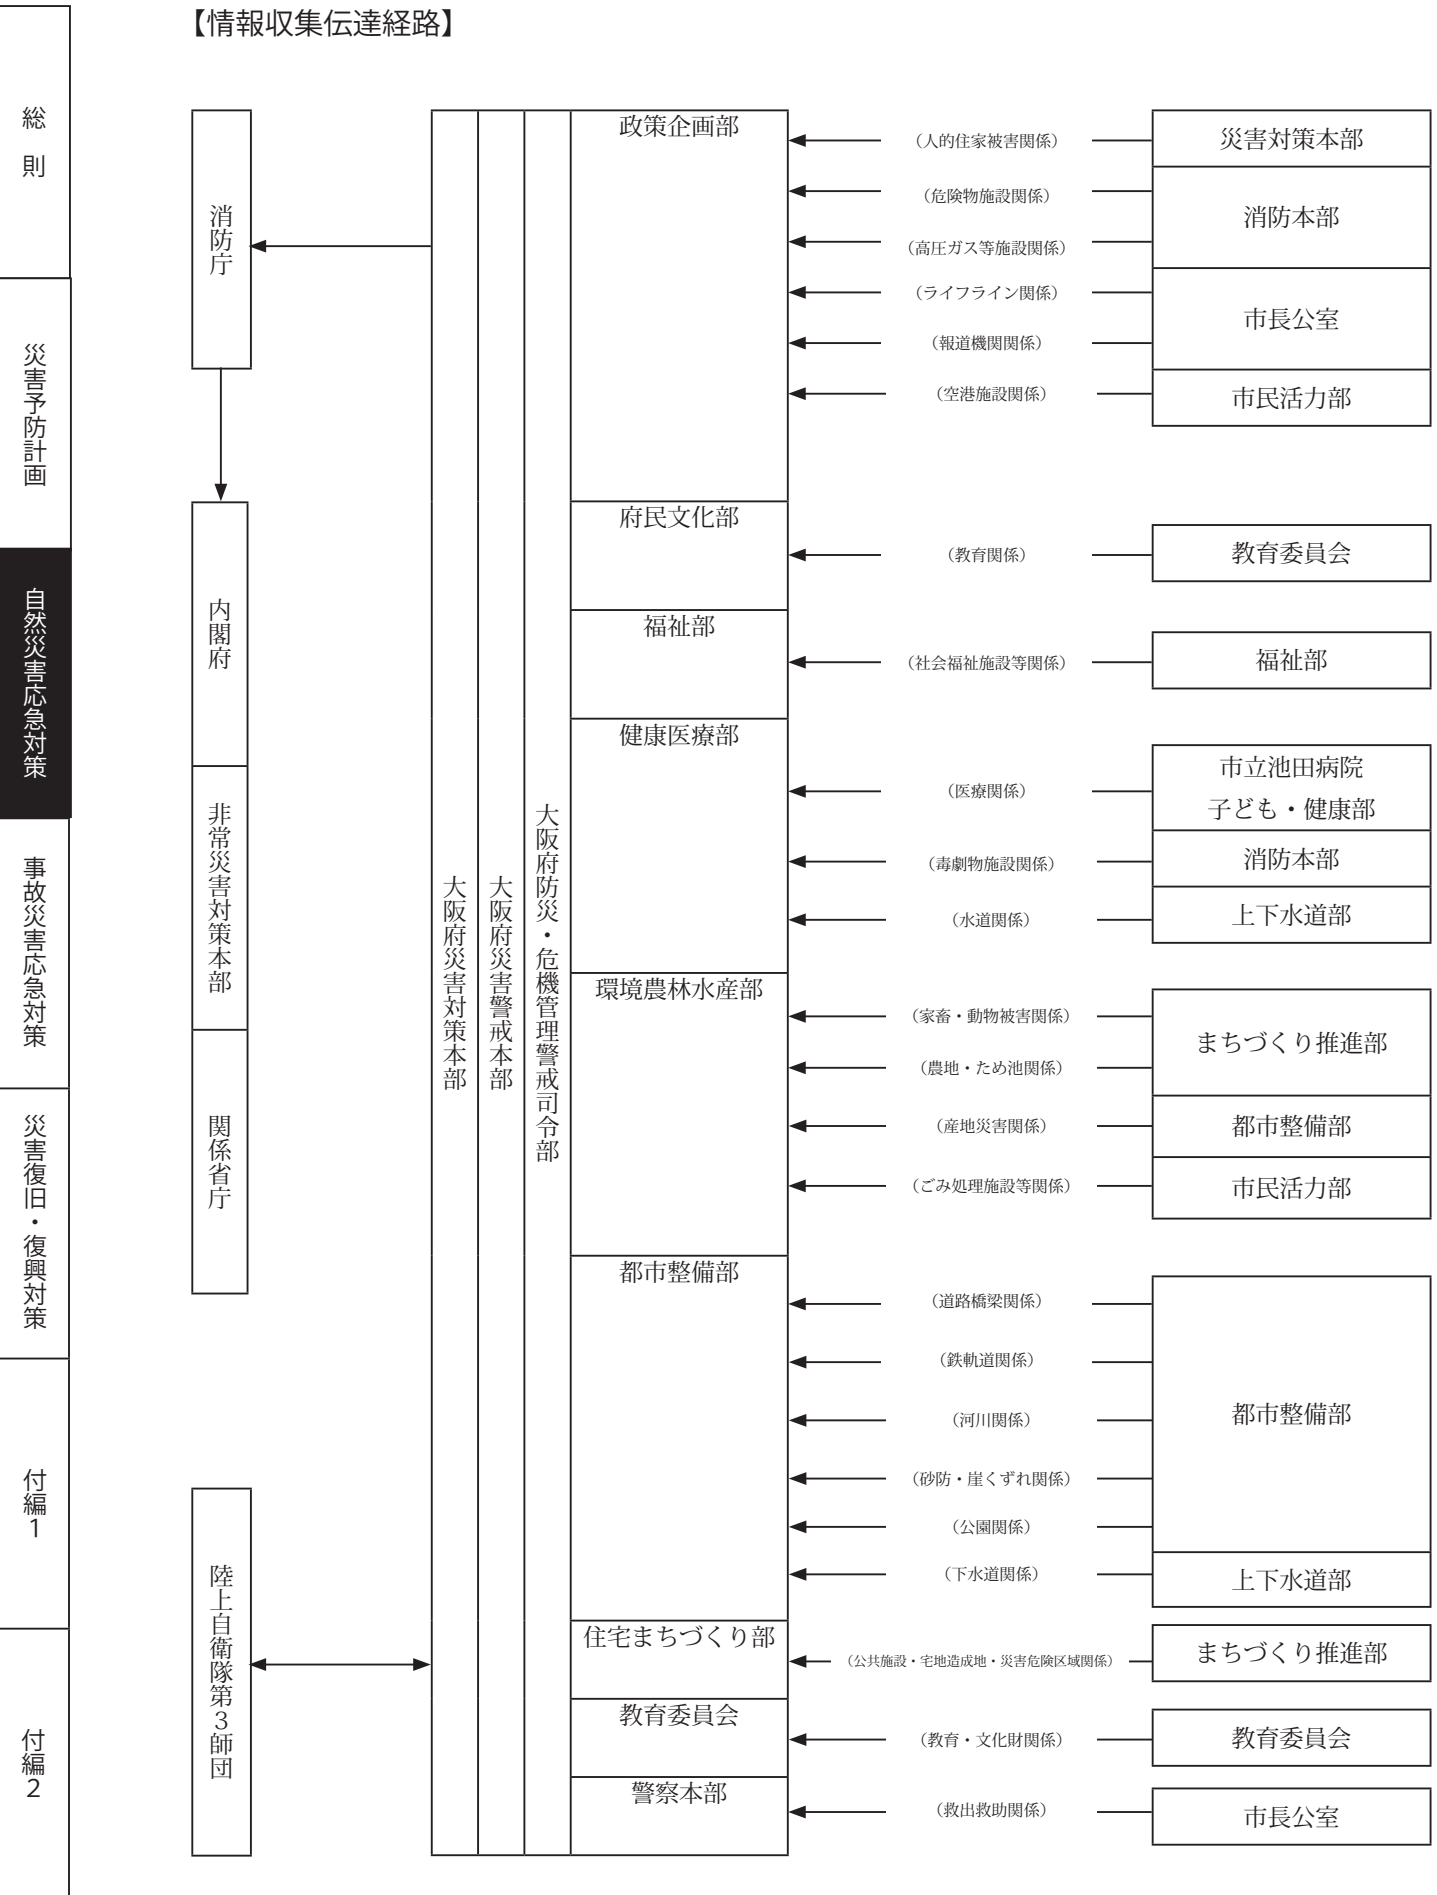 【情報収集伝達経路】
総則
災害予防計画
自然災害応急対策
事故災害応急対策
災害復旧・復興対策
付編1
付編2
消防庁
内閣府
非常災害対策本部
関係省庁
陸上自衛隊第３師団
大阪府災害対策本部
大阪府災害警戒本部
大阪府防災・危機管理警戒司令部
政策企画部
（人的住家被害関係）
災害対策本部
（危険物施設関係）
消防本部
（高圧ガス等施設関係）
（ライフライン関係）
市長公室
（報道機関関係）
（空港施設関係）
市民活力部
府民文化部
（教育関係）
教育委員会
福祉部
（社会福祉施設等関係）
福祉部
健康医療部
（医療関係）
市立池田病院
子ども・健康部
（毒劇物施設関係）
消防本部
（水道関係）
上下水道部
環境農林水産部
（家畜・動物被害関係）
まちづくり推進部
（農地・ため池関係）
（産地災害関係）
都市整備部
（ごみ処理施設等関係）
市民活力部
都市整備部
（道路橋梁関係）
（鉄軌道関係）
（河川関係）
都市整備部
（砂防・崖くずれ関係）
（公園関係）
（下水道関係）
上下水道部
住宅まちづくり部
（公共施設・宅地造成地・災害危険区域関係）
まちづくり推進部
教育委員会
（教育・文化財関係）
教育委員会
警察本部
（救出救助関係）
市長公室